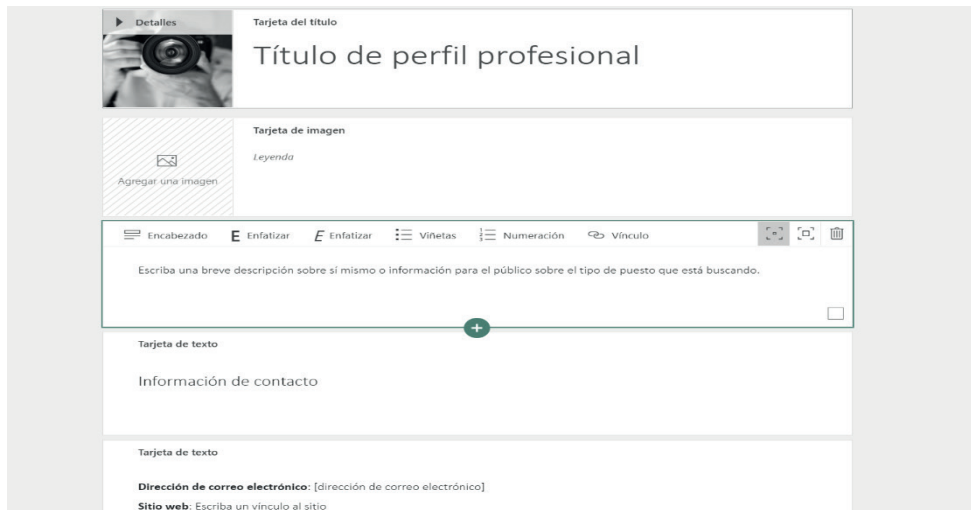 Detalles
Tarjeta del título
Título de perfil profesional
Tarjeta de imagen
Leyenda
Agregar una imagen
Encabezado E Enfatizar E Enfatizar Viñetas Numeración Vínculo
Escriba una breve descripción sobre sí mismo o información para el público sobre el tipo de puesto que está buscando.
Tarjeta de texto
Información de contacto
Tarjeta de texto
Dirección de correo electrónico: [dirección de correo electrónico]
Sitio web: Escriba un vínculo al sitio